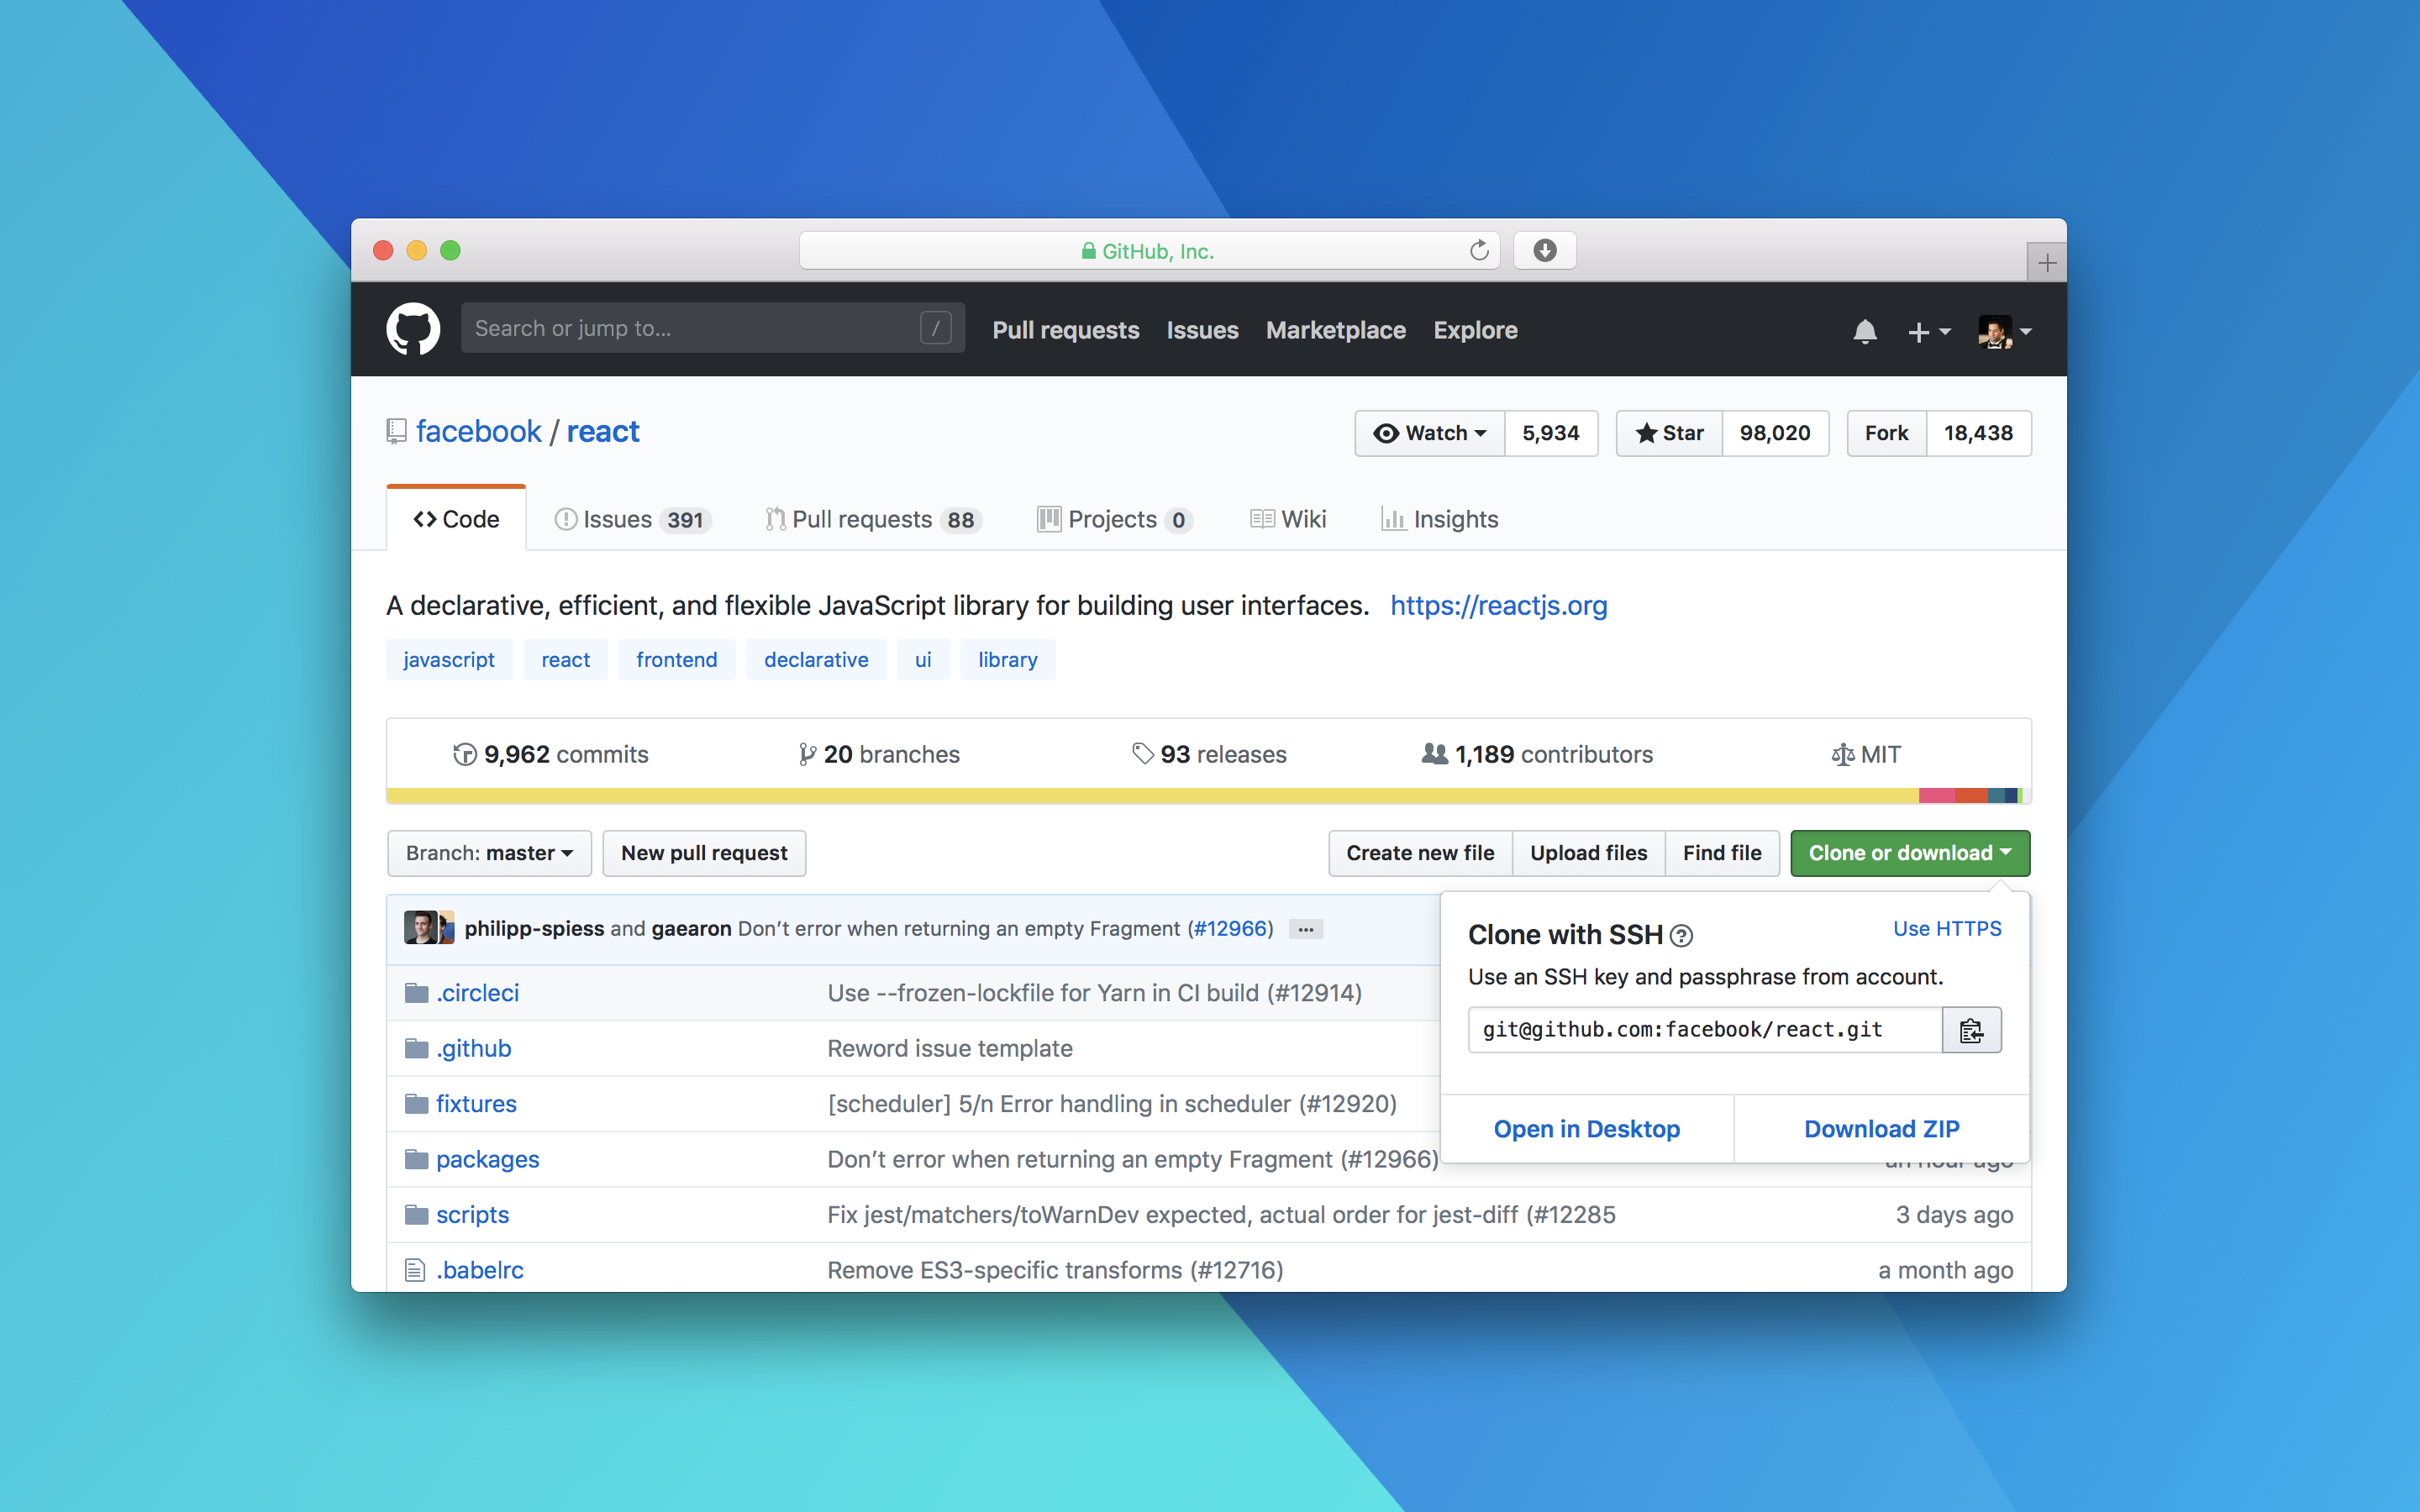 GitHub, Inc.
Search or jump to... /
Pull requests Issues Marketplace Explore
facebook / react
Watch 5,934 Star 98,020 Fork 18,438
Code Issues 391 Pull requests 88 Projects 0 Wiki Insights
A declarative, efficient, and flexible JavaScript library for building user interfaces. https://reactjs.org
javascript react frontend declarative ui library
9,962 commits 20 branches 93 releases 1,189 contributors MIT
Branch: master New pull request Create new file Upload files Find file Clone or download
philipp-spiess and gaearon Don’t error when returning an empty Fragment (#12966) ...
Clone with SSH ? Use HTTPS
Use an SSH key and passphrase from account.
git@github.com:facebook/react.git
Open in Desktop Download ZIP
.circleci Use --frozen-lockfile for Yarn in CI build (#12914)
.github Reword issue template
fixtures [scheduler] 5/n Error handling in scheduler (#12920)
packages Don’t error when returning an empty Fragment (#12966) an hour ago
scripts Fix jest/matchers/toWarnDev expected, actual order for jest-diff (#12285 3 days ago
.babelrc Remove ES3-specific transforms (#12716) a month ago